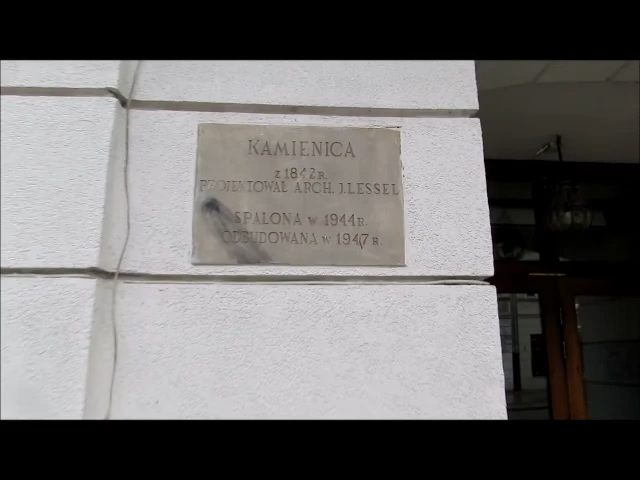 KAMIENICA
Z 1842 R.
PROJEKTOWAŁ ARCH. J. LESSEL
SPALONA W 1944 R.
ODBUDOWANA W 1947 R.